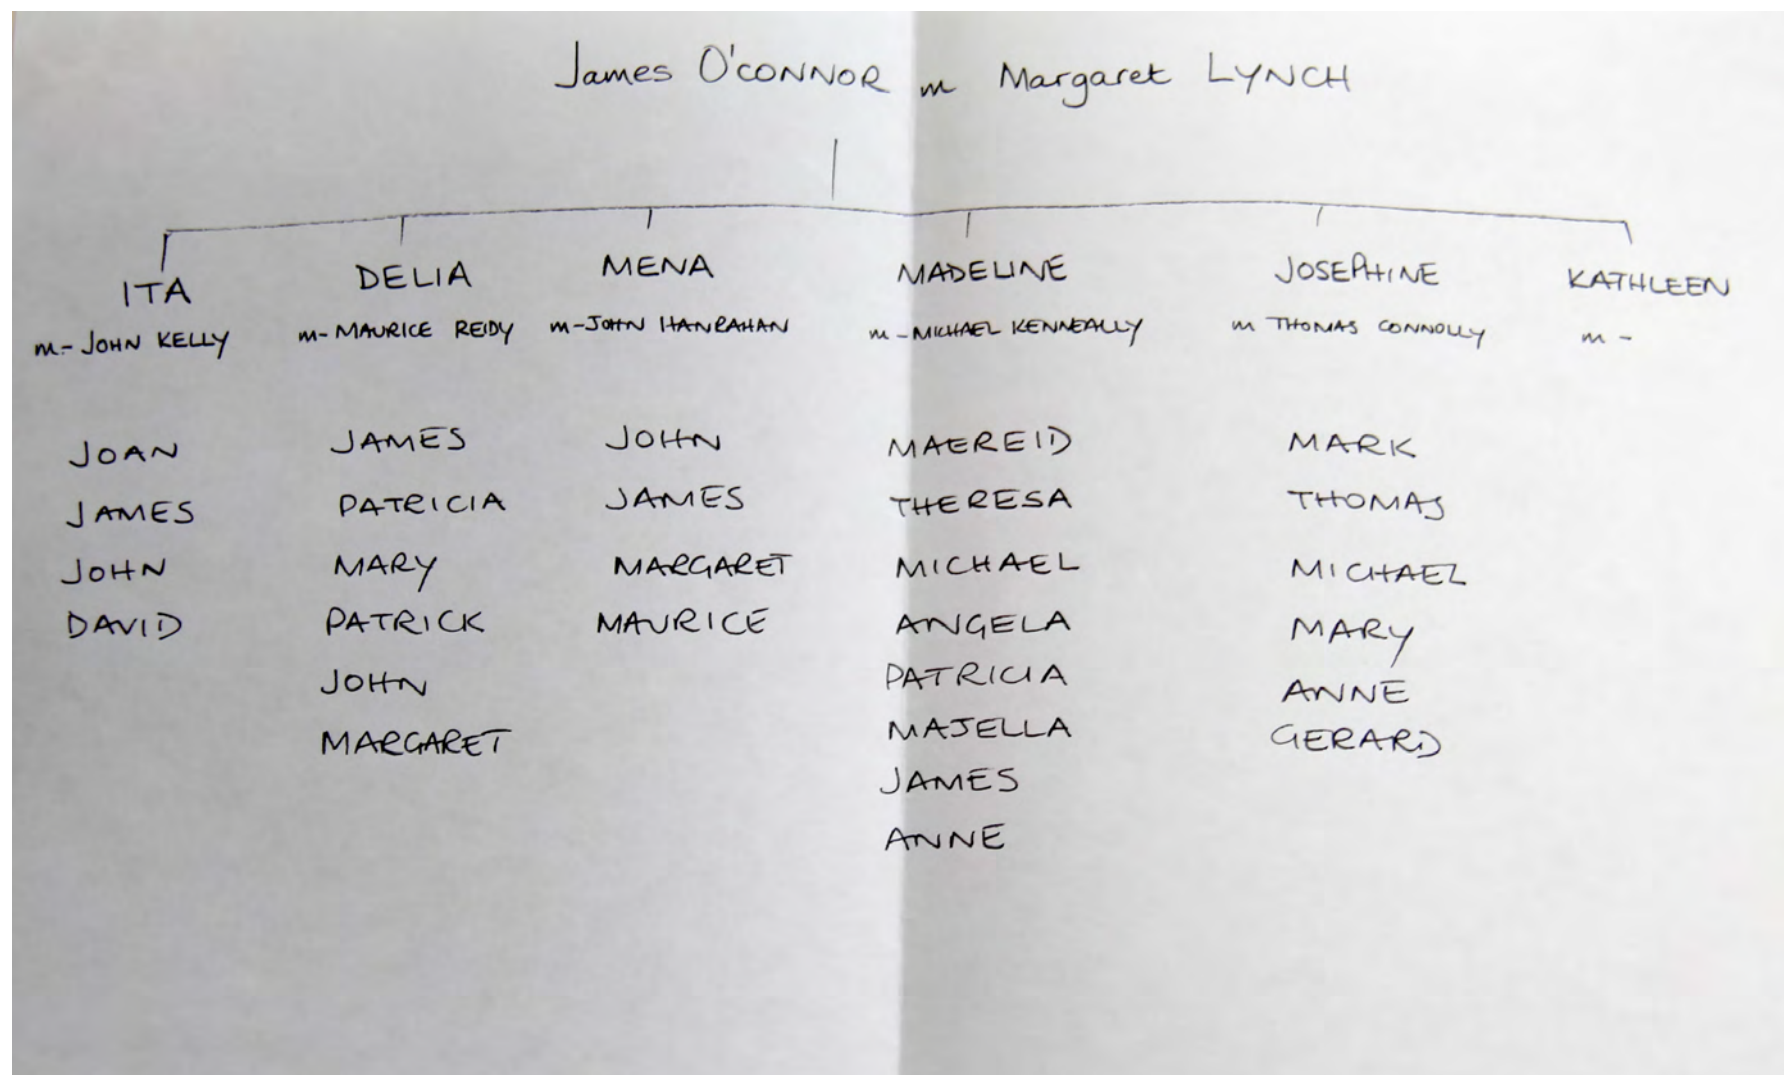 James O'CONNOR m Margaret LYNCH
ITA DELIA MENA MADELINE JOSEPHINE KATHLEEN
m- JOHN KELLY m- MAURICE REIDY m- JOHN HANRAHAN m - MICHAEL KENNEALLY m THOMAS CONNOLLY m -
JOAN JAMES JOHN MAEREID MARK
JAMES PATRICIA JAMES THERESA THOMAS
JOHN MARY MARGARET MICHAEL MICHAEL
DAVID PATRICK MAURICE ANGELA MARY
JOHN PATRICIA ANNE
MARGARET MAJELLA GERARD
JAMES
ANNE